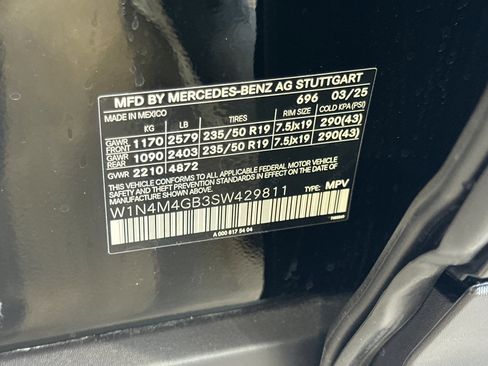 MFD BY MERCEDES-BENZ AG STUTTGART
696 03/25
MADE IN MEXICO
KG LB TIRES RIM SIZE COLD KPA(PSI)
GAWR FRONT 1170 2579 235/50 R19 7.5Jx19 290(43)
GAWR REAR 1090 2403 235/50 R19 7.5Jx19 290(43)
GVWR 2210 4872
THIS VEHICLE CONFORMS TO ALL APPLICABLE FEDERAL MOTOR VEHICLE
SAFETY, BUMPER, AND THEFT PREVENTION STANDARDS IN EFFECT ON THE
DATE OF MANUFACTURE SHOWN ABOVE.
W1N4M4GB3SW429811 TYPE: MPV
A 000 817 54 04